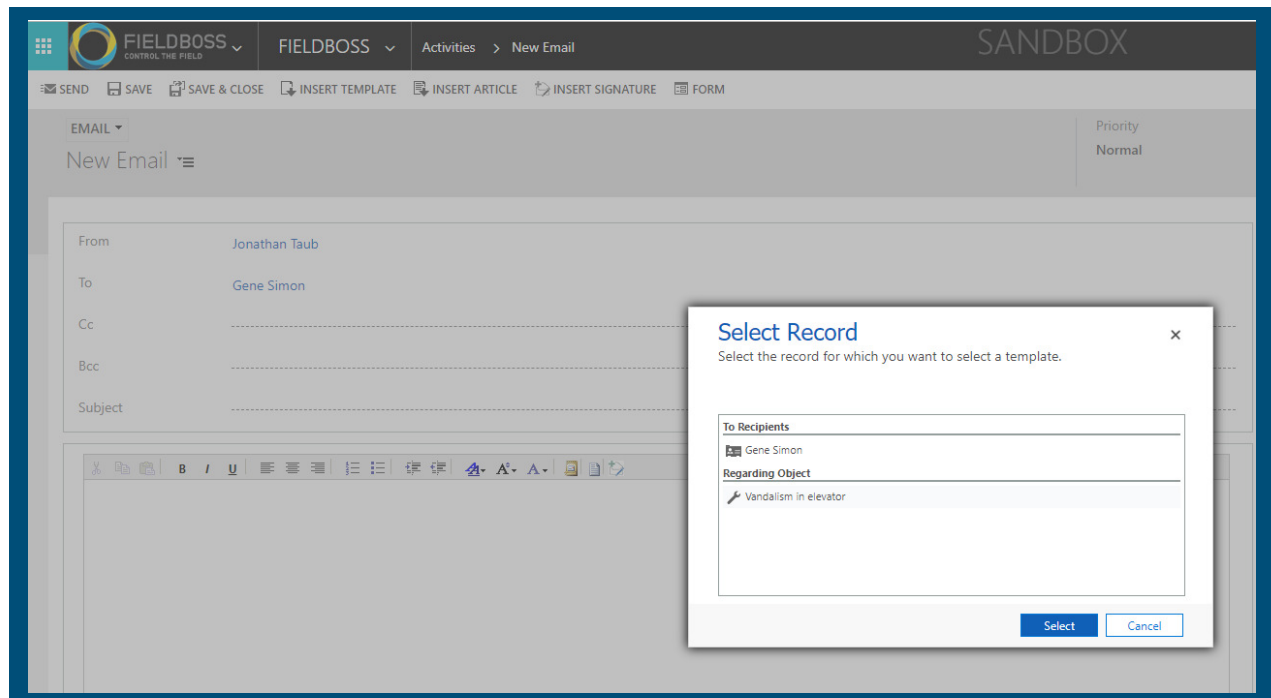 FIELDBOSS
CONTROL THE FIELD
FIELDBOSS
Activities > New Email
SANDBOX
SEND SAVE SAVE & CLOSE INSERT TEMPLATE INSERT ARTICLE INSERT SIGNATURE FORM
EMAIL
New Email
Priority
Normal
From Jonathan Taub
To Gene Simon
Cc
Bcc
Subject
B I U A A A
Select Record
Select the record for which you want to select a template.
To Recipients
Gene Simon
Regarding Object
Vandalism in elevator
Select Cancel